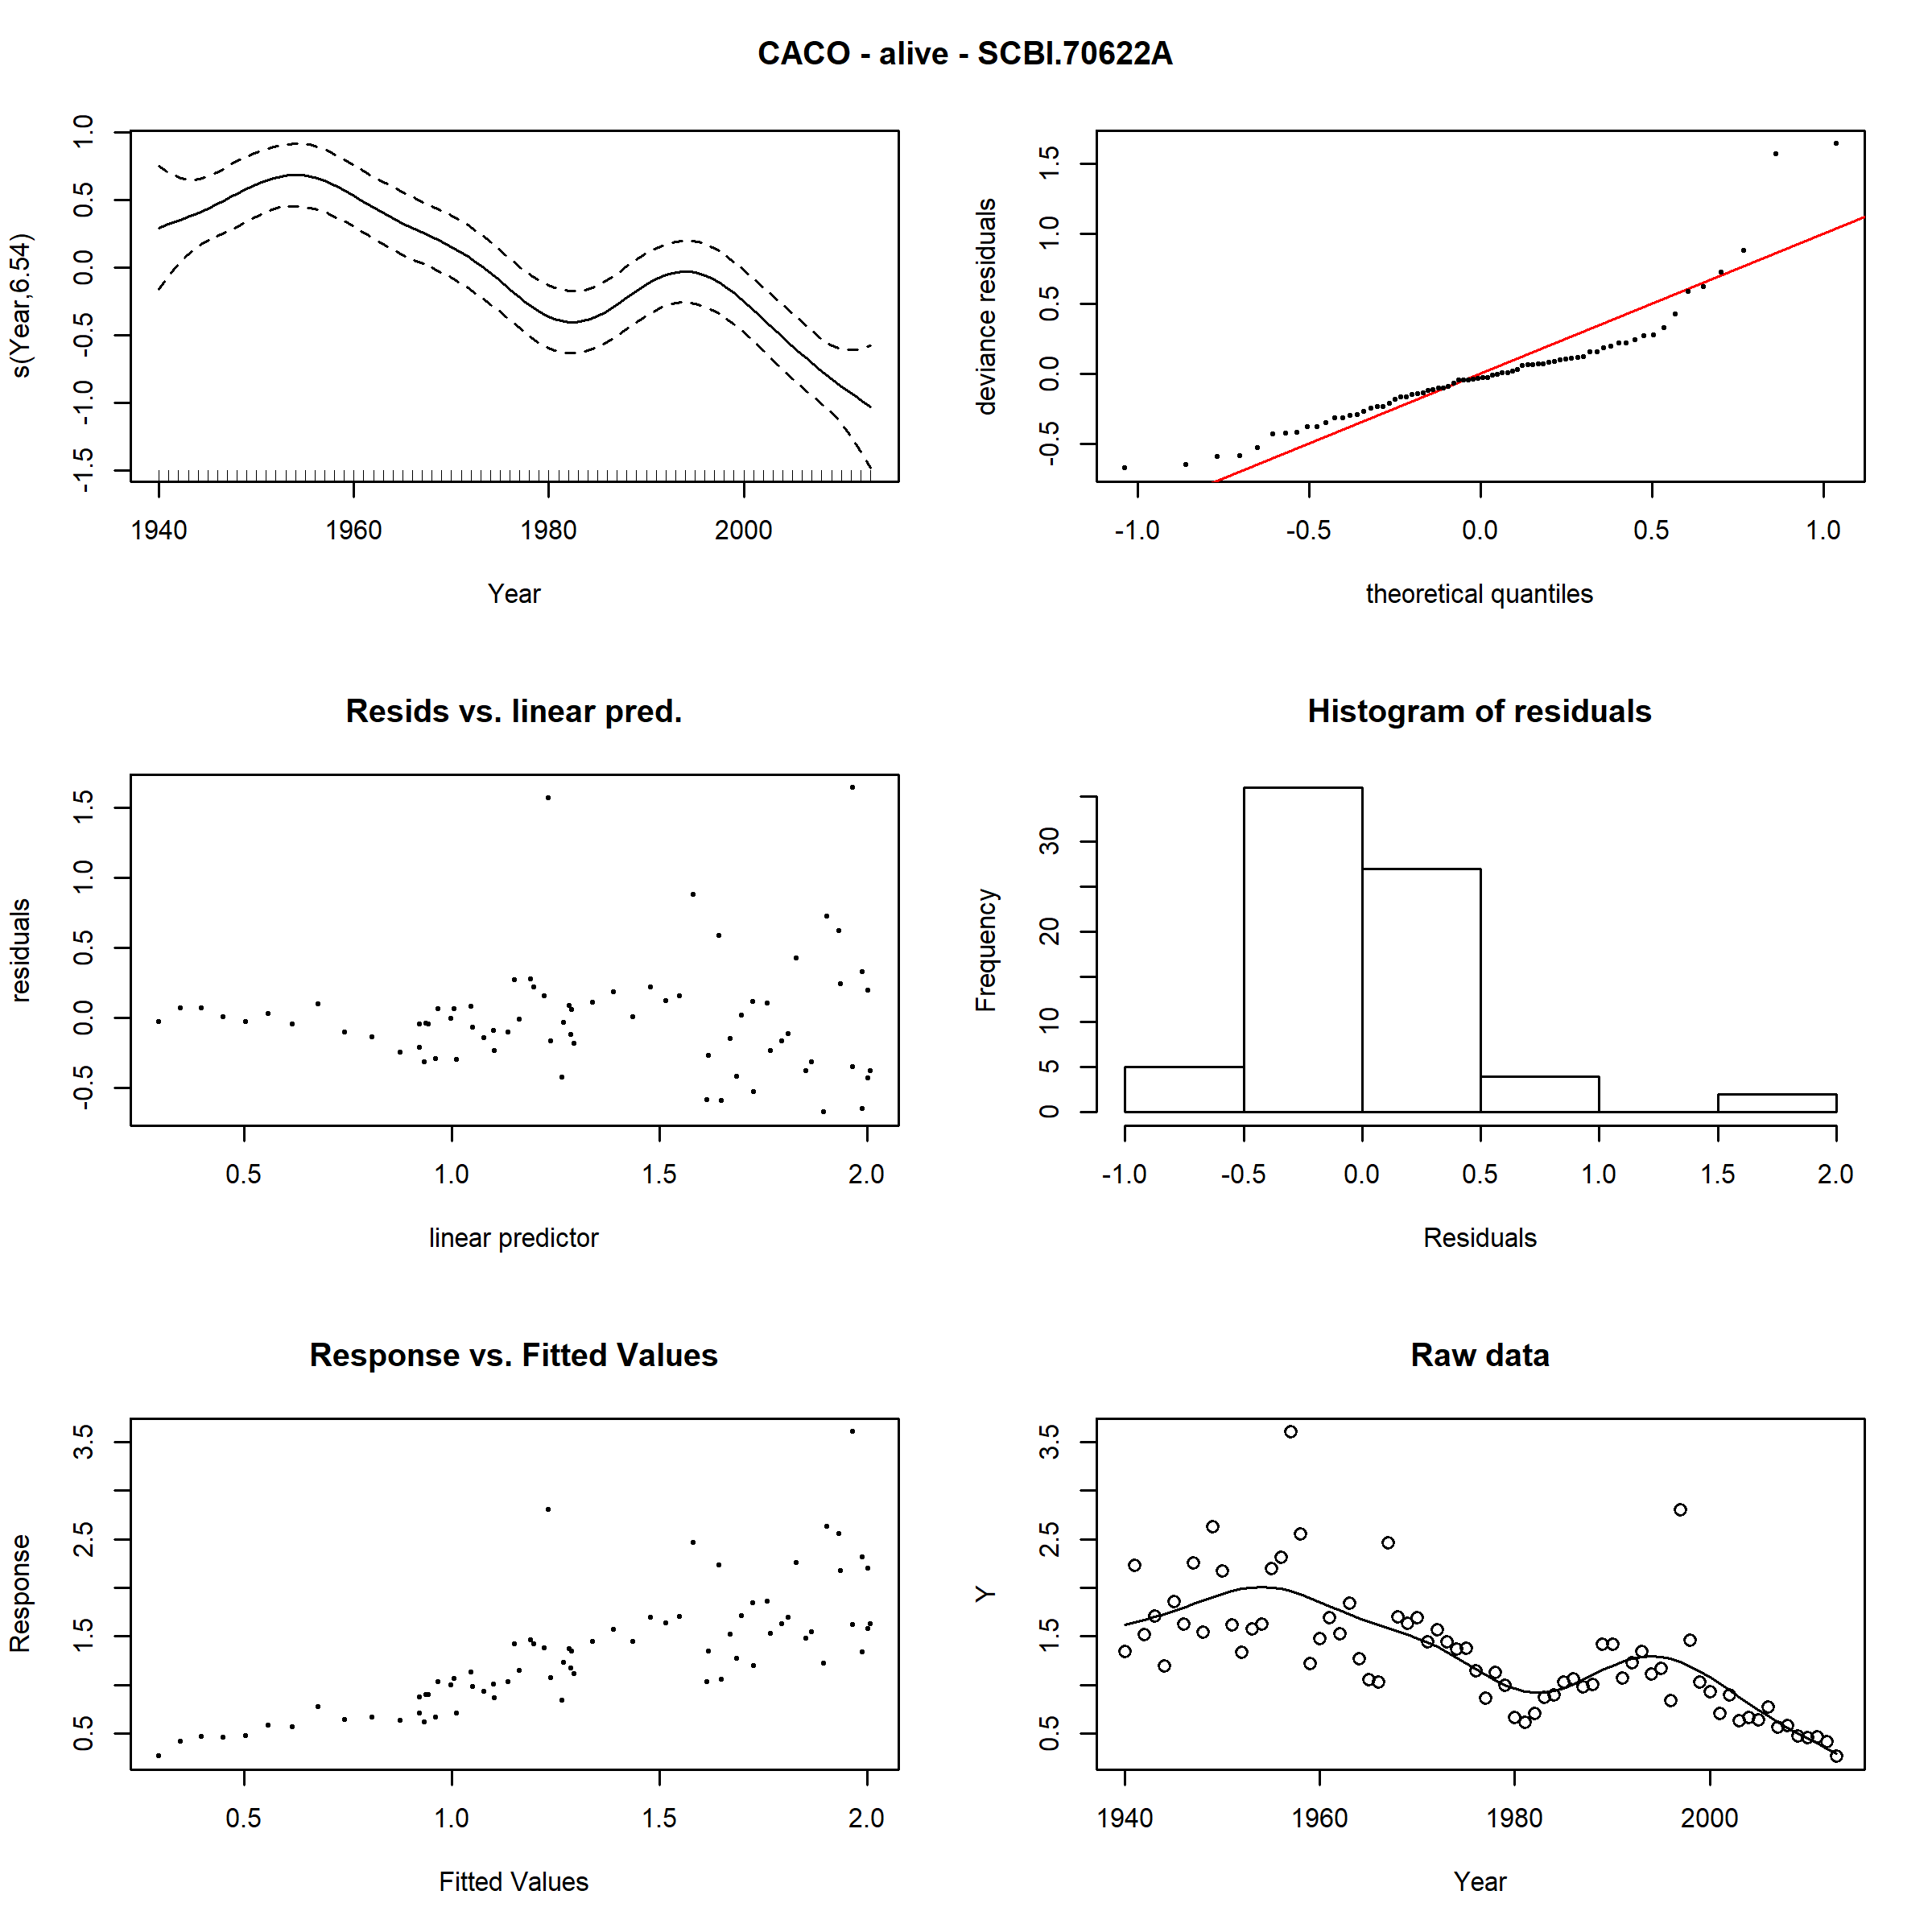 CACO - alive - SCBI.70622A
s(Year,6.54)
1.0
0.5
0.0
-0.5
-1.0
-1.5
1940 1960 1980 2000
Year
deviance residuals
1.5
1.0
0.5
0.0
-0.5
-1.0 -0.5 0.0 0.5 1.0
theoretical quantiles
Resids vs. linear pred.
residuals
1.5
1.0
0.5
0.0
-0.5
0.5 1.0 1.5 2.0
linear predictor
Histogram of residuals
Frequency
30
20
10
5
0
-1.0 -0.5 0.0 0.5 1.0 1.5 2.0
Residuals
Response vs. Fitted Values
Response
3.5
2.5
1.5
0.5
0.5 1.0 1.5 2.0
Fitted Values
Raw data
Y
3.5
2.5
1.5
0.5
1940 1960 1980 2000
Year